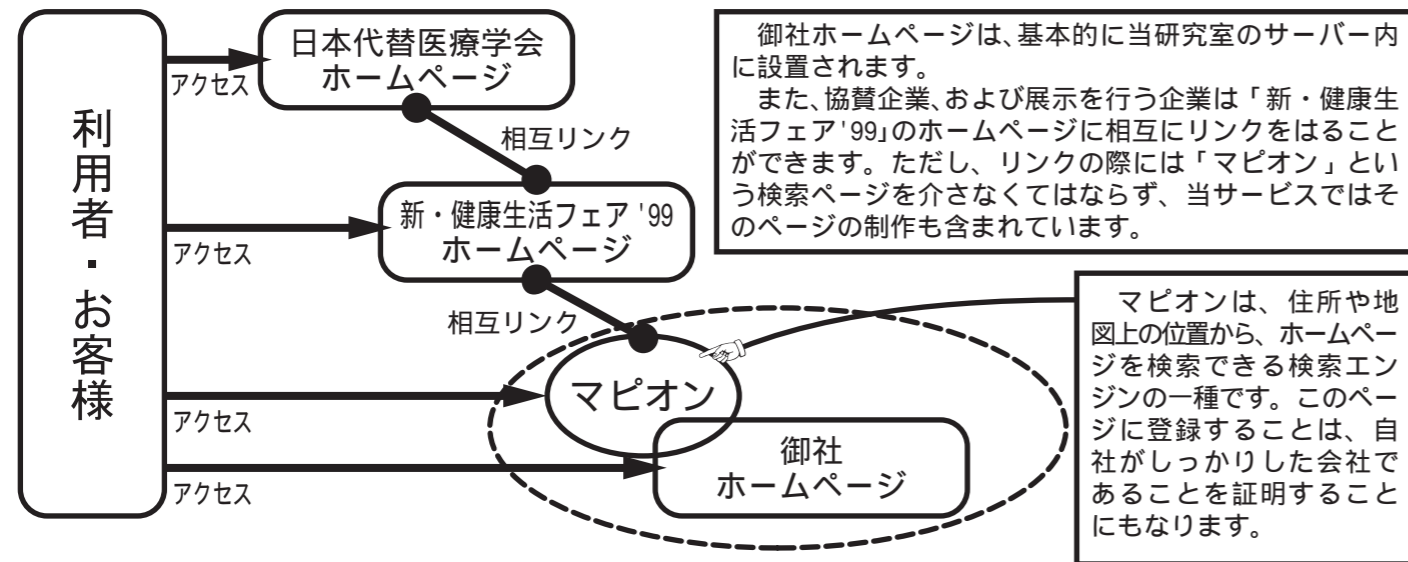 利用者・お客様
アクセス
日本代替医療学会
ホームページ
相互リンク
アクセス
新・健康生活フェア'99
ホームページ
相互リンク
アクセス
マピオン
アクセス
御社
ホームページ
　御社ホームページは、基本的に当研究室のサーバー内
に設置されます。
　また、協賛企業、および展示を行う企業は「新・健康生
活フェア'99」のホームページに相互にリンクをはること
ができます。ただし、リンクの際には「マピオン」とい
う検索ページを介さなくてはならず、当サービスではそ
のページの制作も含まれています。
　マピオンは、住所や地
図上の位置から、ホームペー
ジを検索できる検索エン
ジンの一種です。このペー
ジに登録することは、自
社がしっかりした会社で
あることを証明すること
にもなります。